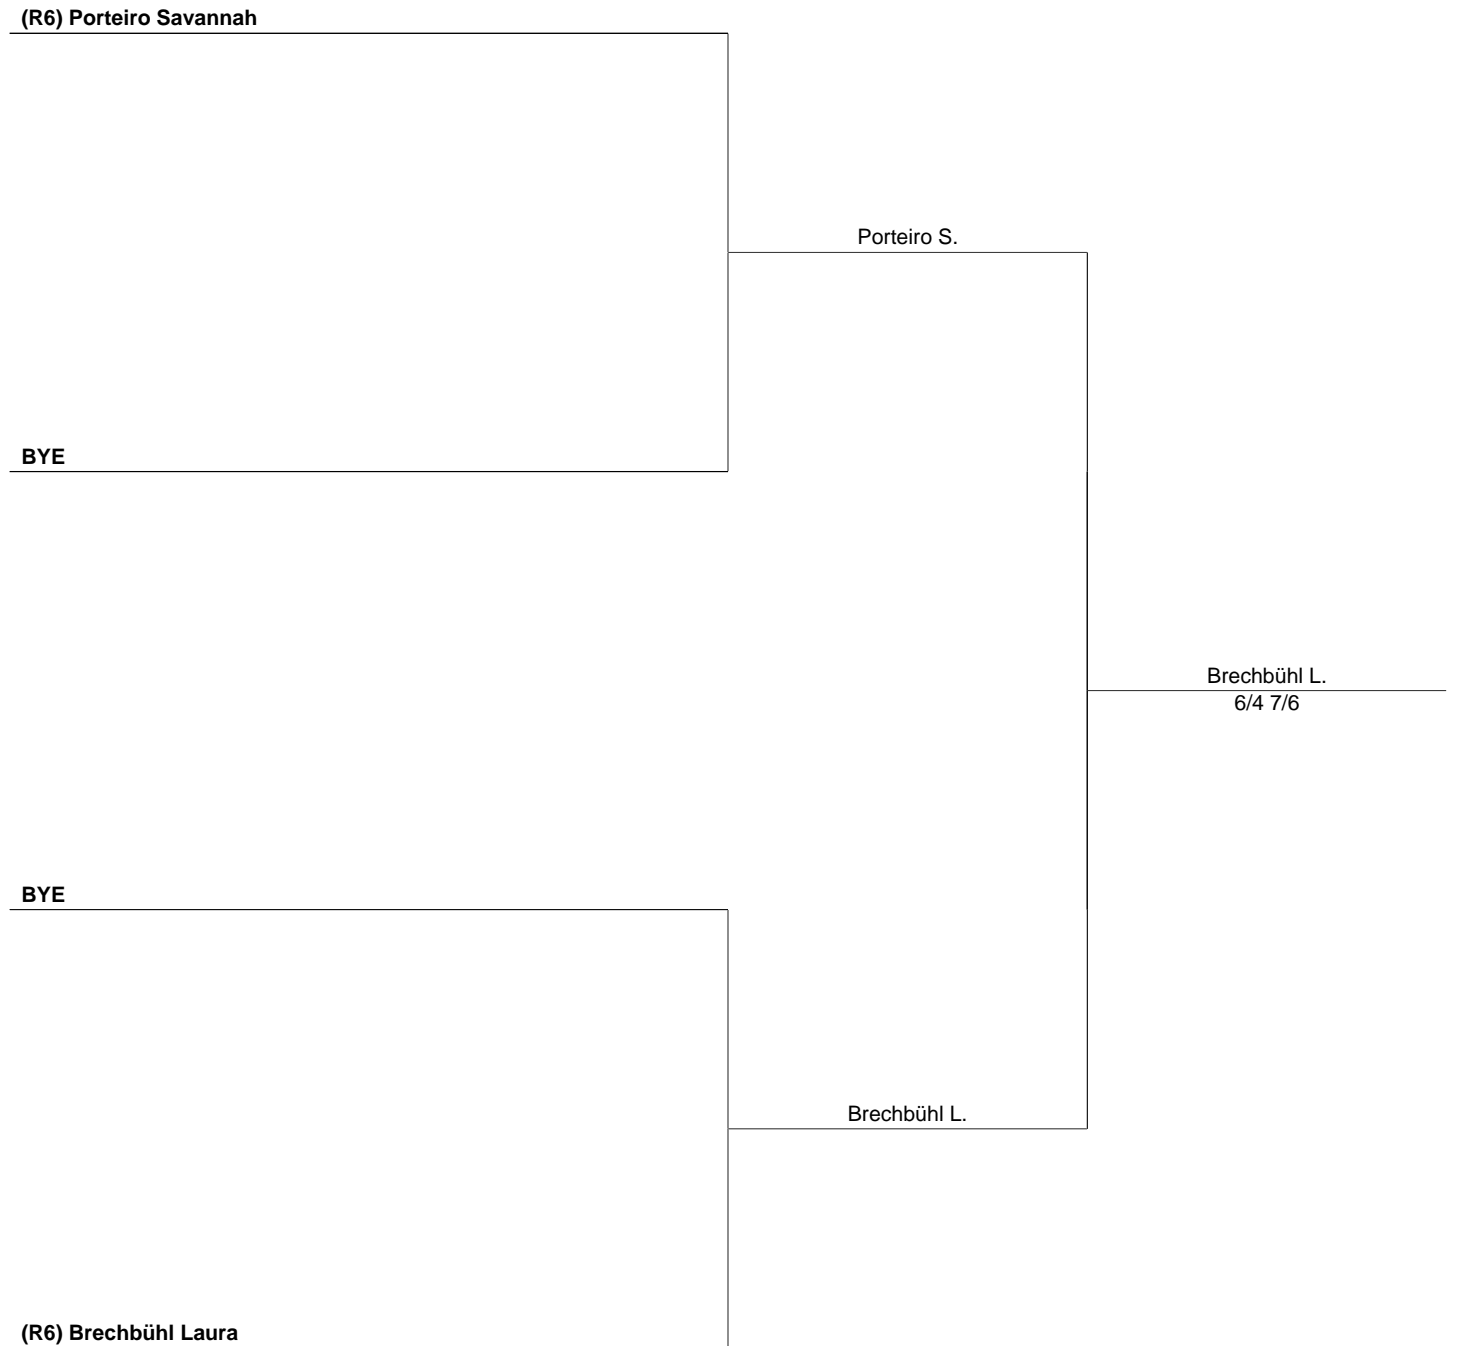 (R6) Porteiro Savannah
Porteiro S.
BYE
Brechbühl L.
6/4 7/6
BYE
Brechbühl L.
(R6) Brechbühl Laura